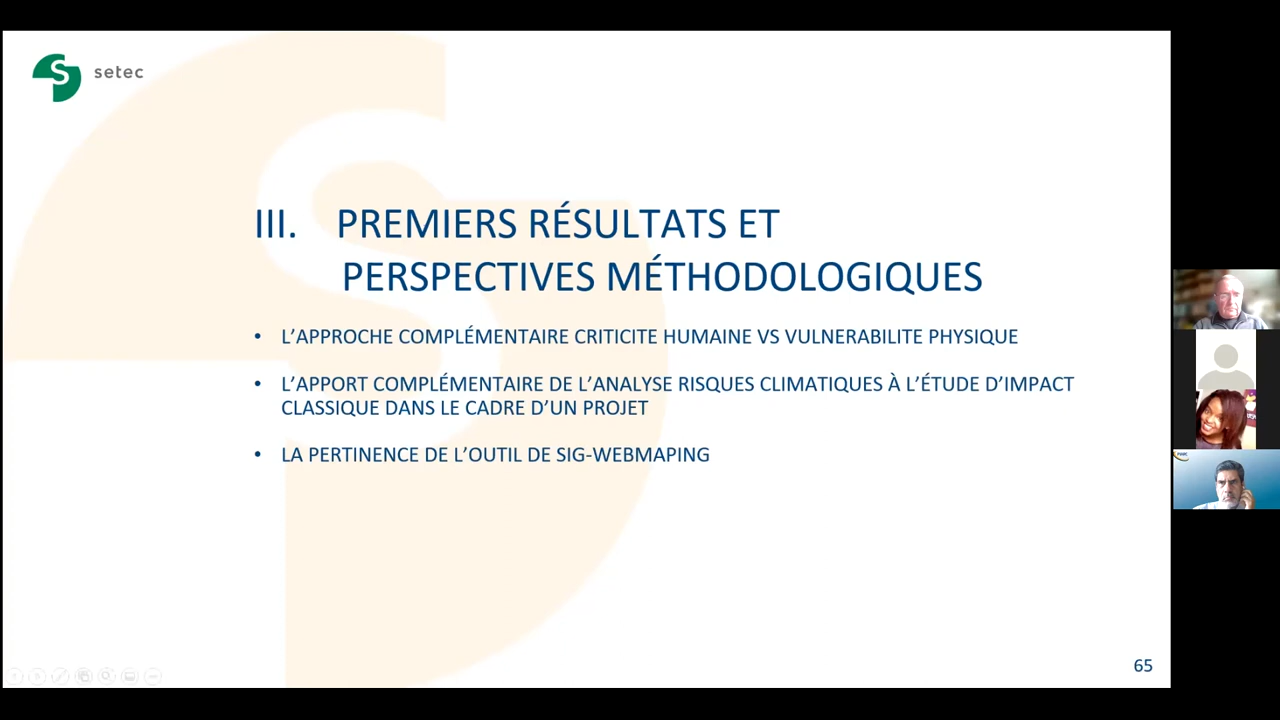 setec
III. PREMIERS RÉSULTATS ET
PERSPECTIVES MÉTHODOLOGIQUES
• L’APPROCHE COMPLÉMENTAIRE CRITICITE HUMAINE VS VULNERABILITE PHYSIQUE
• L’APPORT COMPLÉMENTAIRE DE L’ANALYSE RISQUES CLIMATIQUES À L’ÉTUDE D’IMPACT
CLASSIQUE DANS LE CADRE D’UN PROJET
• LA PERTINENCE DE L’OUTIL DE SIG-WEBMAPING
65